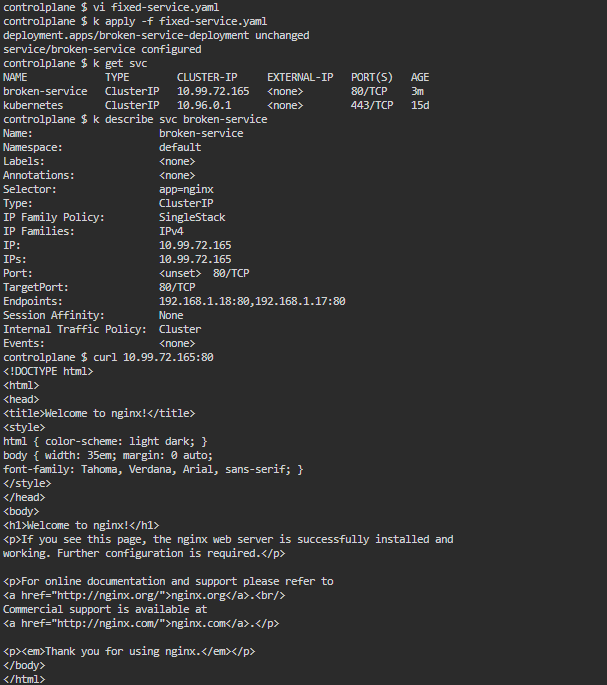 controlplane $ vi fixed-service.yaml
controlplane $ k apply -f fixed-service.yaml
deployment.apps/broken-service-deployment unchanged
service/broken-service configured
controlplane $ k get svc
NAME             TYPE        CLUSTER-IP     EXTERNAL-IP   PORT(S)   AGE
broken-service   ClusterIP   10.99.72.165   <none>        80/TCP    3m
kubernetes       ClusterIP   10.96.0.1      <none>        443/TCP   15d
controlplane $ k describe svc broken-service
Name:                     broken-service
Namespace:                default
Labels:                   <none>
Annotations:              <none>
Selector:                 app=nginx
Type:                     ClusterIP
IP Family Policy:         SingleStack
IP Families:              IPv4
IP:                       10.99.72.165
IPs:                      10.99.72.165
Port:                     <unset>  80/TCP
TargetPort:               80/TCP
Endpoints:                192.168.1.18:80,192.168.1.17:80
Session Affinity:         None
Internal Traffic Policy:  Cluster
Events:                   <none>
controlplane $ curl 10.99.72.165:80
<!DOCTYPE html>
<html>
<head>
<title>Welcome to nginx!</title>
<style>
html { color-scheme: light dark; }
body { width: 35em; margin: 0 auto;
font-family: Tahoma, Verdana, Arial, sans-serif; }
</style>
</head>
<body>
<h1>Welcome to nginx!</h1>
<p>If you see this page, the nginx web server is successfully installed and
working. Further configuration is required.</p>

<p>For online documentation and support please refer to
<a href="http://nginx.org/">nginx.org</a>.<br/>
Commercial support is available at
<a href="http://nginx.com/">nginx.com</a>.</p>

<p><em>Thank you for using nginx.</em></p>
</body>
</html>